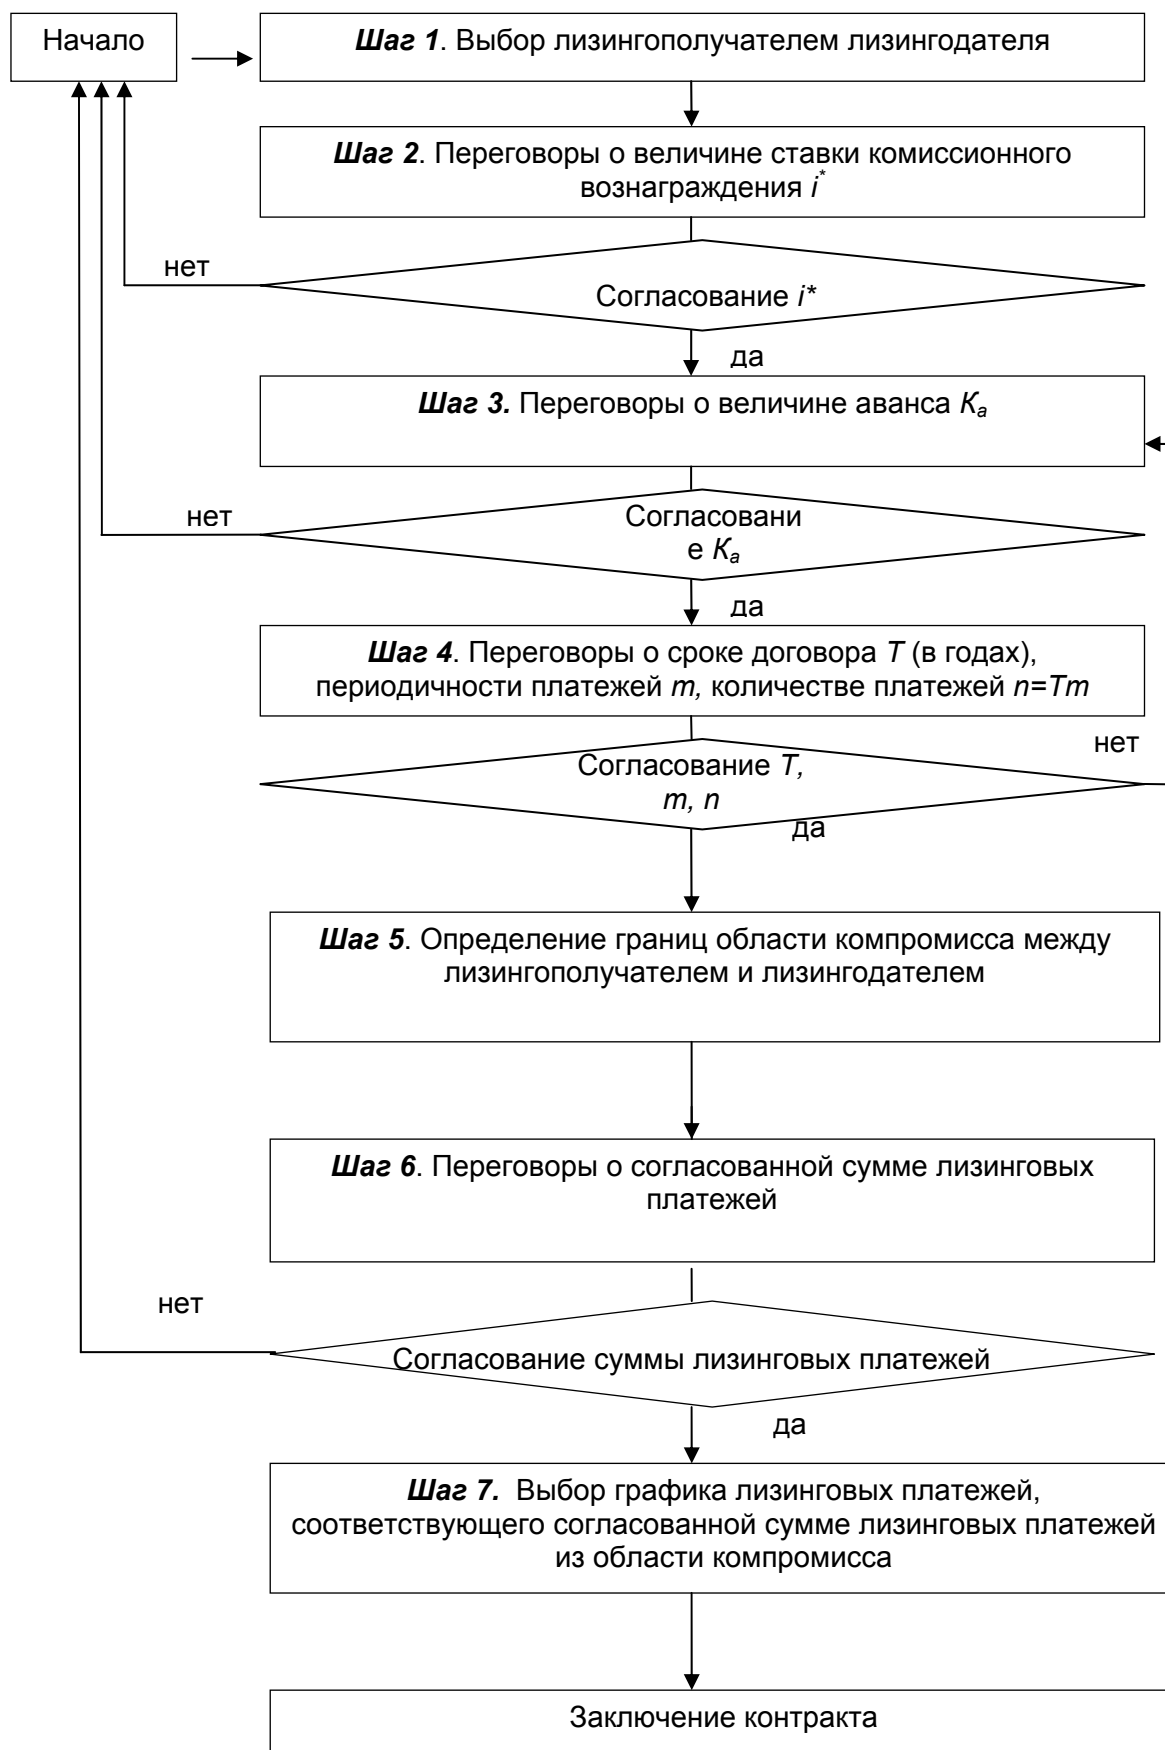 Начало
Шаг 1. Выбор лизингополучателем лизингодателя
Шаг 2. Переговоры о величине ставки комиссионного
вознаграждения i*
нет
Согласование i*
да
Шаг 3. Переговоры о величине аванса Kа
нет
Согласовани
е Kа
да
Шаг 4. Переговоры о сроке договора T (в годах),
периодичности платежей m, количестве платежей n=Tm
нет
Согласование T,
m, n
да
Шаг 5. Определение границ области компромисса между
лизингополучателем и лизингодателем
Шаг 6. Переговоры о согласованной сумме лизинговых
платежей
нет
Согласование суммы лизинговых платежей
да
Шаг 7. Выбор графика лизинговых платежей,
соответствующего согласованной сумме лизинговых платежей
из области компромисса
Заключение контракта